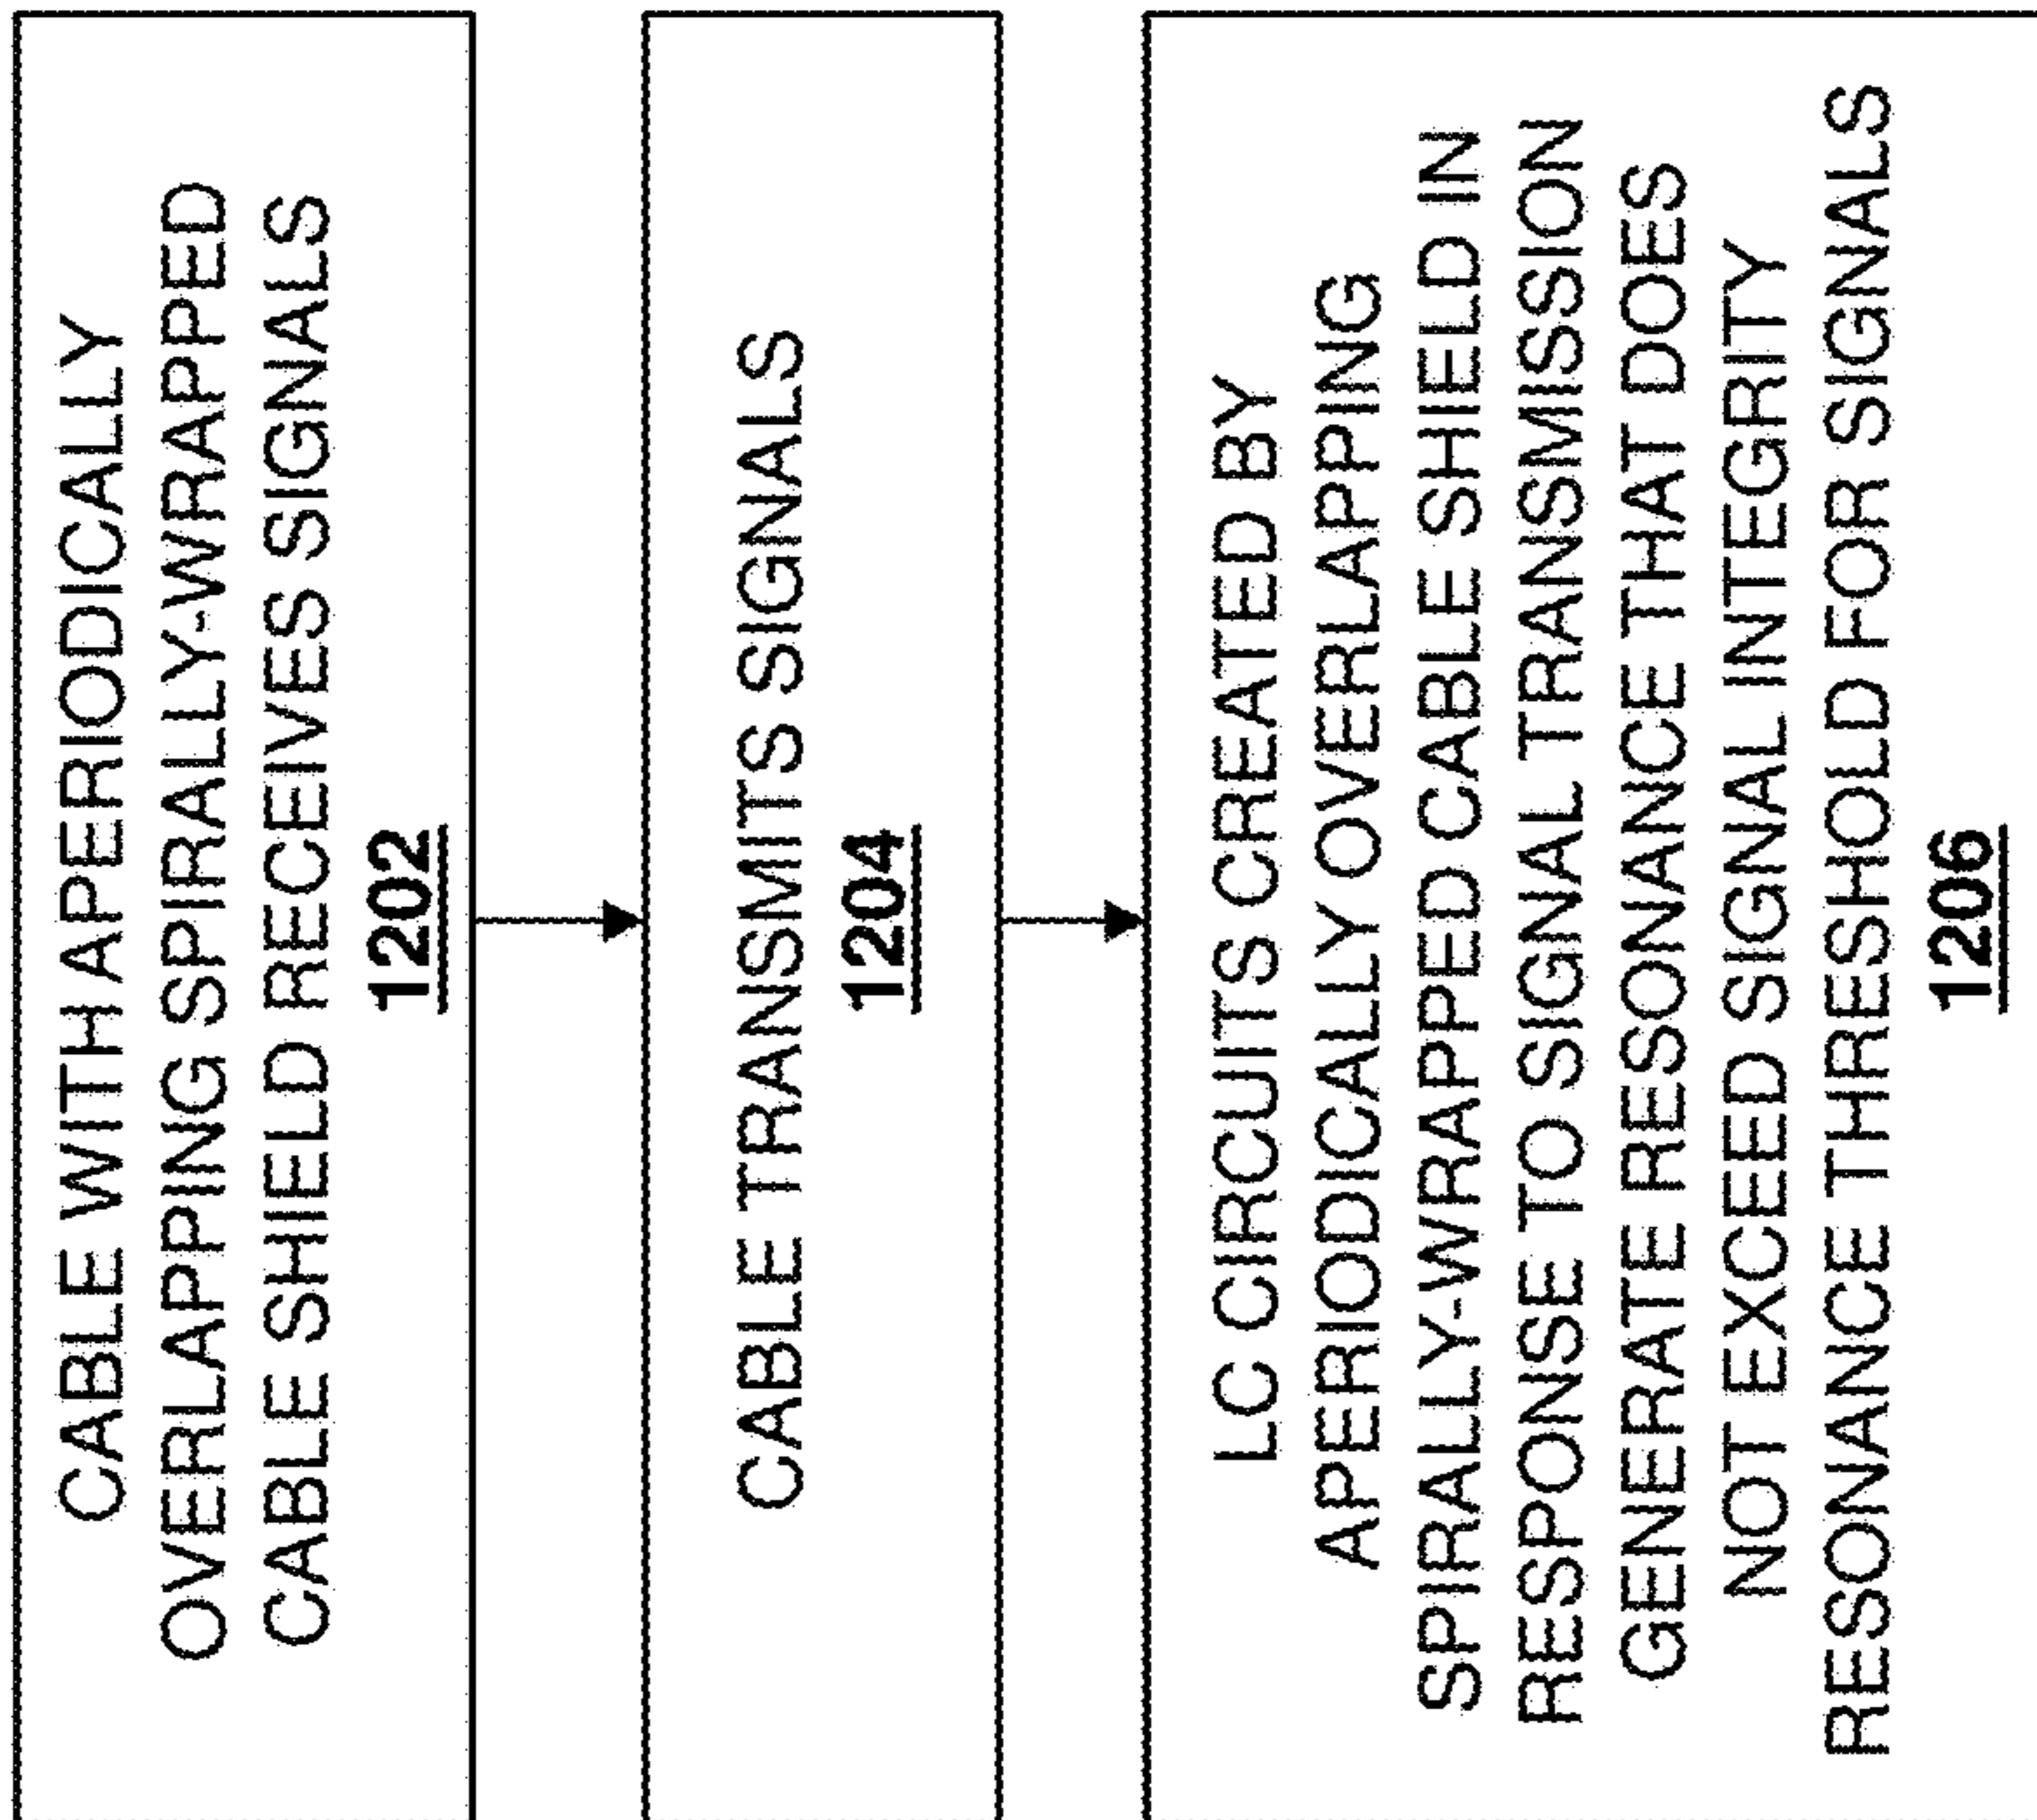 CABLE WITH APERIODICALLY
OVERLAPPING SPIRALLY-WRAPPED
CABLE SHIELD RECEIVES SIGNALS
1202
CABLE TRANSMITS SIGNALS
1204
LC CIRCUITS CREATED BY
APERIODICALLY OVERLAPPING
SPIRALLY-WRAPPED CABLE SHIELD IN
RESPONSE TO SIGNAL TRANSMISSION
GENERATE RESONANCE THAT DOES
NOT EXCEED SIGNAL INTEGRITY
RESONANCE THRESHOLD FOR SIGNALS
1206